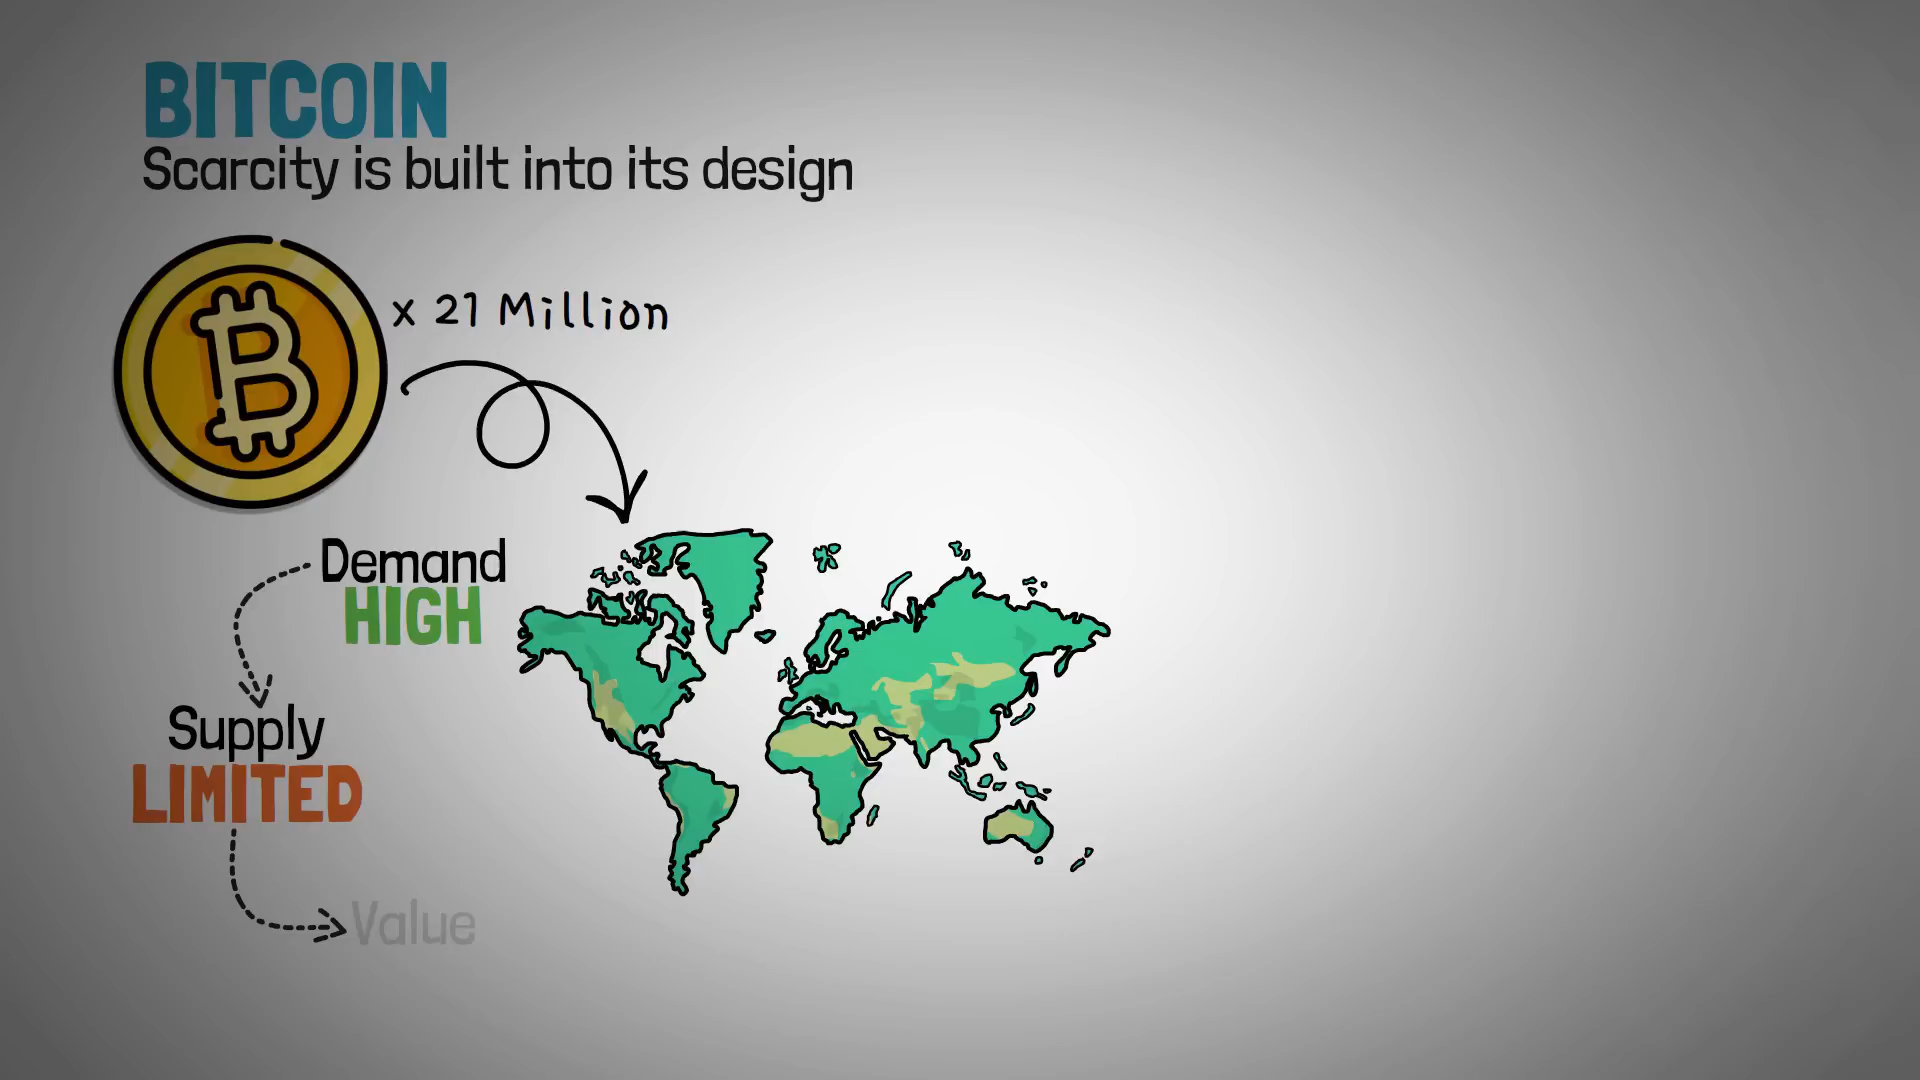 BITCOIN
Scarcity is built into its design
x 21 Million
Demand
HIGH
Supply
LIMITED
Value